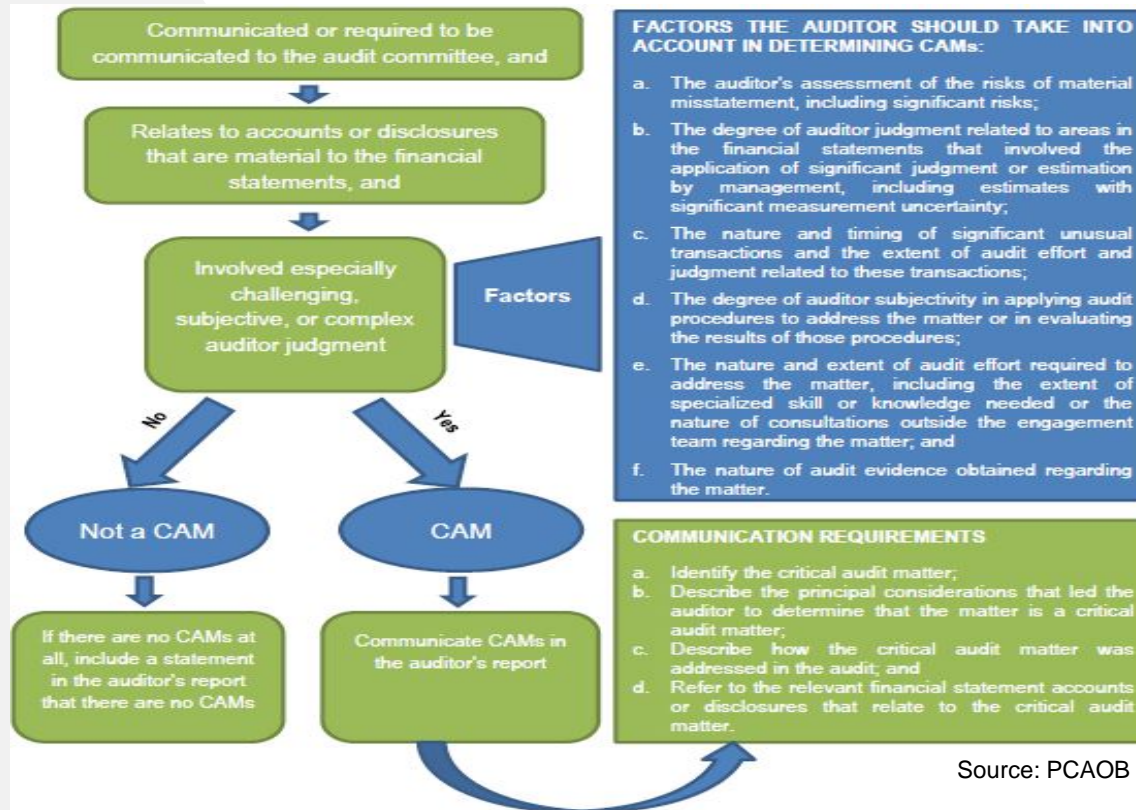 Communicated or required to be
communicated to the audit committee, and
Relates to accounts or disclosures
that are material to the financial
statements, and
Involved especially
challenging,
subjective, or complex
auditor judgment
Factors
No
Yes
Not a CAM
CAM
If there are no CAMs at
all, include a statement
in the auditor's report
that there are no CAMs
Communicate CAMs in
the auditor's report
FACTORS THE AUDITOR SHOULD TAKE INTO
ACCOUNT IN DETERMINING CAMs:
a. The auditor's assessment of the risks of material
misstatement, including significant risks;
b. The degree of auditor judgment related to areas in
the financial statements that involved the
application of significant judgment or estimation
by management, including estimates with
significant measurement uncertainty;
c. The nature and timing of significant unusual
transactions and the extent of audit effort and
judgment related to these transactions;
d. The degree of auditor subjectivity in applying audit
procedures to address the matter or in evaluating
the results of those procedures;
e. The nature and extent of audit effort required to
address the matter, including the extent of
specialized skill or knowledge needed or the
nature of consultations outside the engagement
team regarding the matter; and
f. The nature of audit evidence obtained regarding
the matter.
COMMUNICATION REQUIREMENTS
a. Identify the critical audit matter;
b. Describe the principal considerations that led the
auditor to determine that the matter is a critical
audit matter;
c. Describe how the critical audit matter was
addressed in the audit; and
d. Refer to the relevant financial statement accounts
or disclosures that relate to the critical audit
matter.
Source: PCAOB